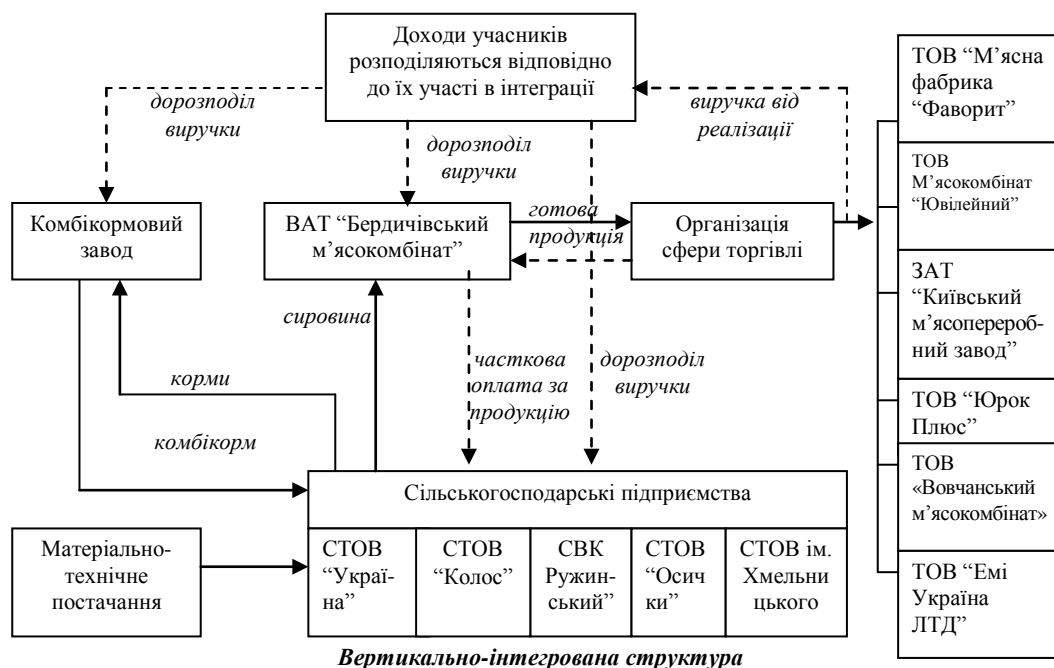 Доходи учасників
розподіляються відповідно
до їх участі в інтеграції
дорозподіл
виручки
дорозподіл
виручки
виручка від
реалізації
Комбікормовий
завод
ВАТ “Бердичівський
м’ясокомбінат”
готова
продукція
Організація
сфери торгівлі
сировина
корми
комбікорм
часткова
оплата за
продукцію
дорозподіл
виручки
Сільськогосподарські підприємства
Матеріально-
технічне
постачання
СТОВ
“Украї-
на”
СТОВ
“Колос”
СВК
Ружин-
ський”
СТОВ
“Осич
ки”
СТОВ ім.
Хмельни
цького
Вертикально-інтегрована структура
ТОВ “М’ясна
фабрика
“Фаворит”
ТОВ
М’ясокомбінат
“Ювілейний”
ЗАТ
“Київський
м’ясоперероб-
ний завод”
ТОВ “Юрок
Плюс”
ТОВ
«Вовчанський
м’ясокомбінат»
ТОВ “Емі
Україна
ЛТД”